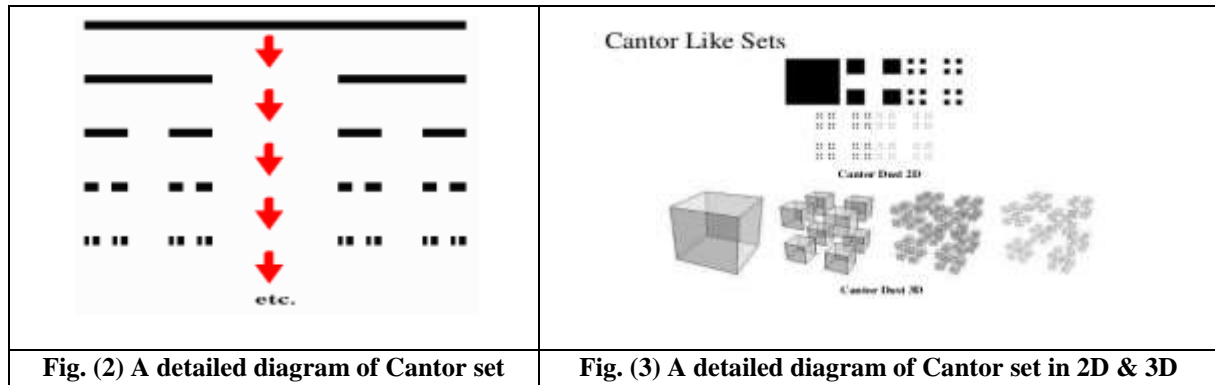 etc.
Fig. (2) A detailed diagram of Cantor set
Cantor Like Sets
Cantor Dust 2D
Cantor Dust 3D
Fig. (3) A detailed diagram of Cantor set in 2D & 3D